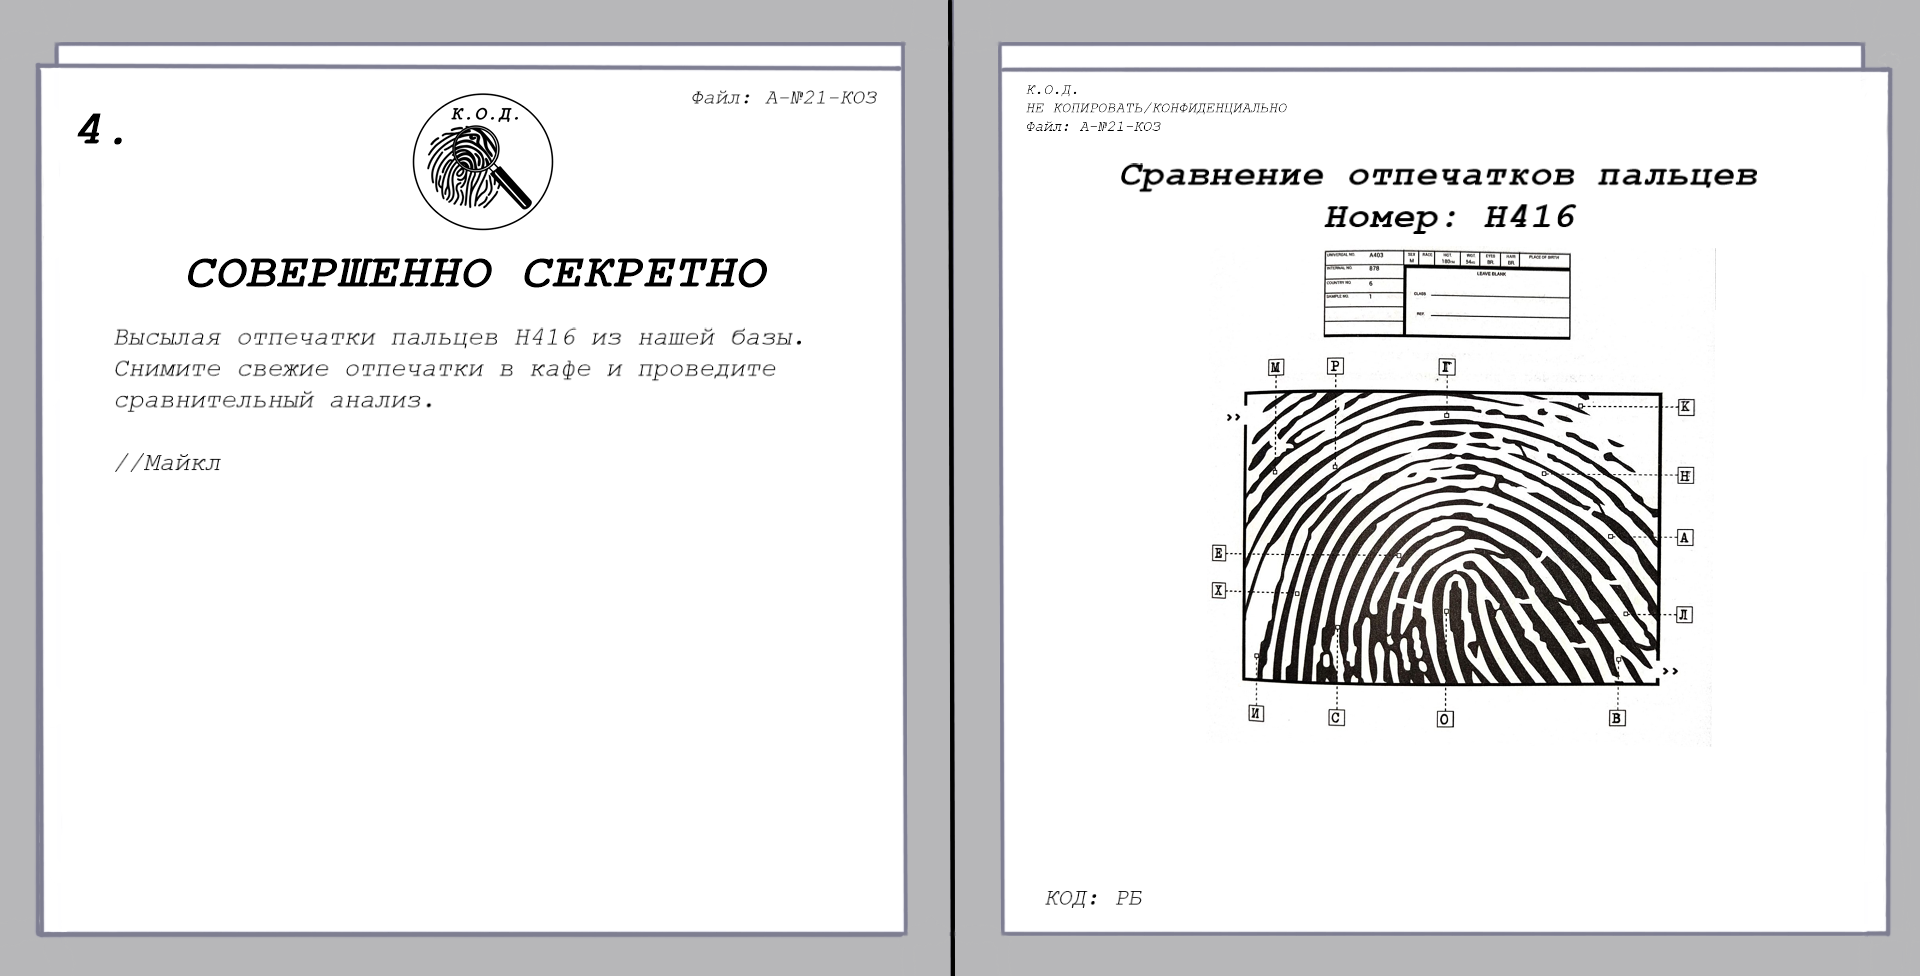 4.
К.О.Д.
Файл: А-№21-КОЗ
СОВЕРШЕННО СЕКРЕТНО
Высылая отпечатки пальцев Н416 из нашей базы.
Снимите свежие отпечатки в кафе и проведите
сравнительный анализ.
//Майкл
К.О.Д.
НЕ КОПИРОВАТЬ/КОНФИДЕНЦИАЛЬНО
Файл: А-№21-КОЗ
Сравнение отпечатков пальцев
Номер: Н416
UNIVERSAL NO. A403
INTERNAL NO. 878
COUNTRY NO 6
SAMPLE NO. 1
SEX M RACE HGT. 180 WGT. 54 EYES BR. HAIR BR. PLACE OF BIRTH
LEAVE BLANK
CLASS
REF.
М Р Г
К
>>
Н
А
Е
Х
Л
>>
И С О В
КОД: РБ